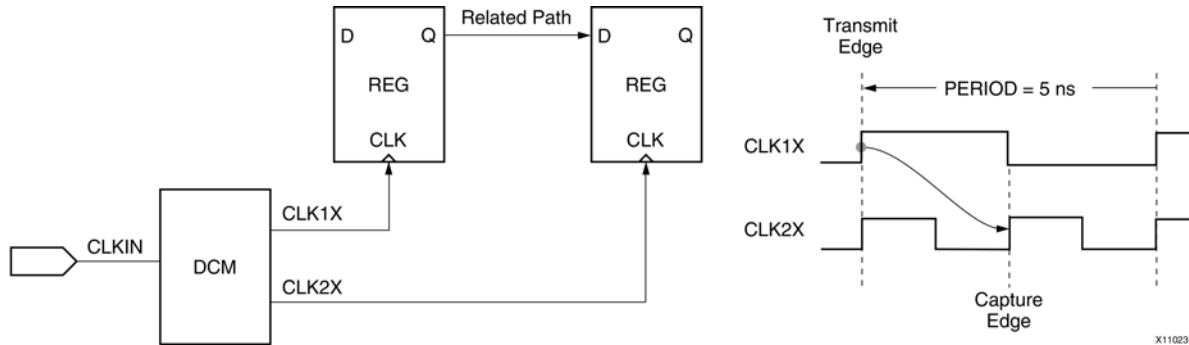 Related Path
D
Q
REG
CLK
D
Q
REG
CLK
CLKIN
DCM
CLK1X
CLK2X
Transmit
Edge
PERIOD = 5 ns
CLK1X
CLK2X
Capture
Edge
X11023